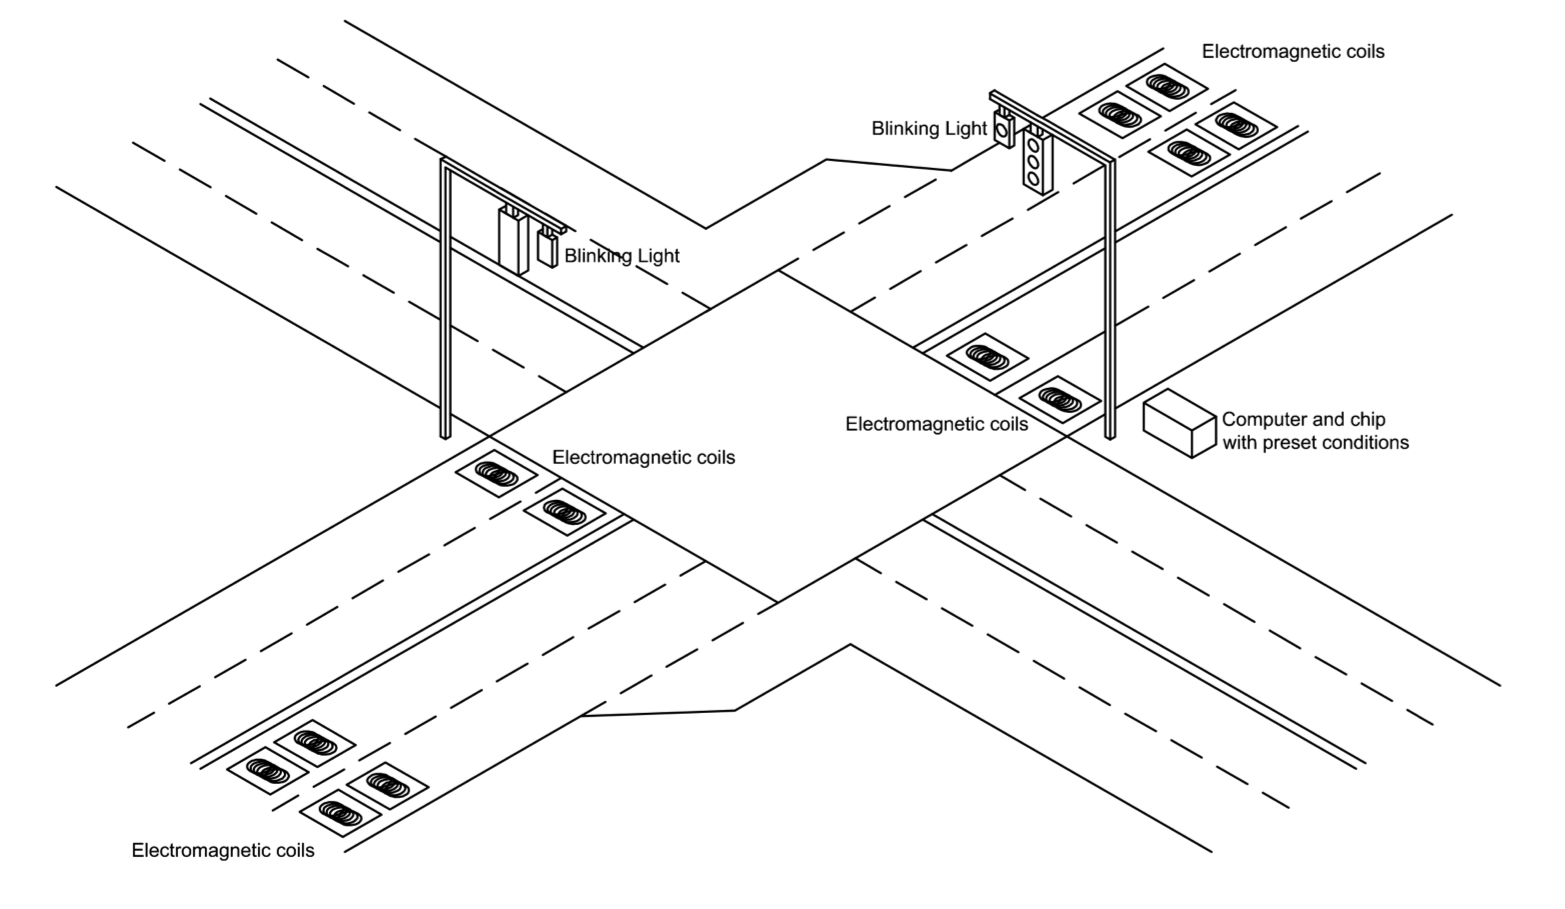 Electromagnetic coils
Blinking Light
Blinking Light
Computer and chip
with preset conditions
Electromagnetic coils
Electromagnetic coils
Electromagnetic coils